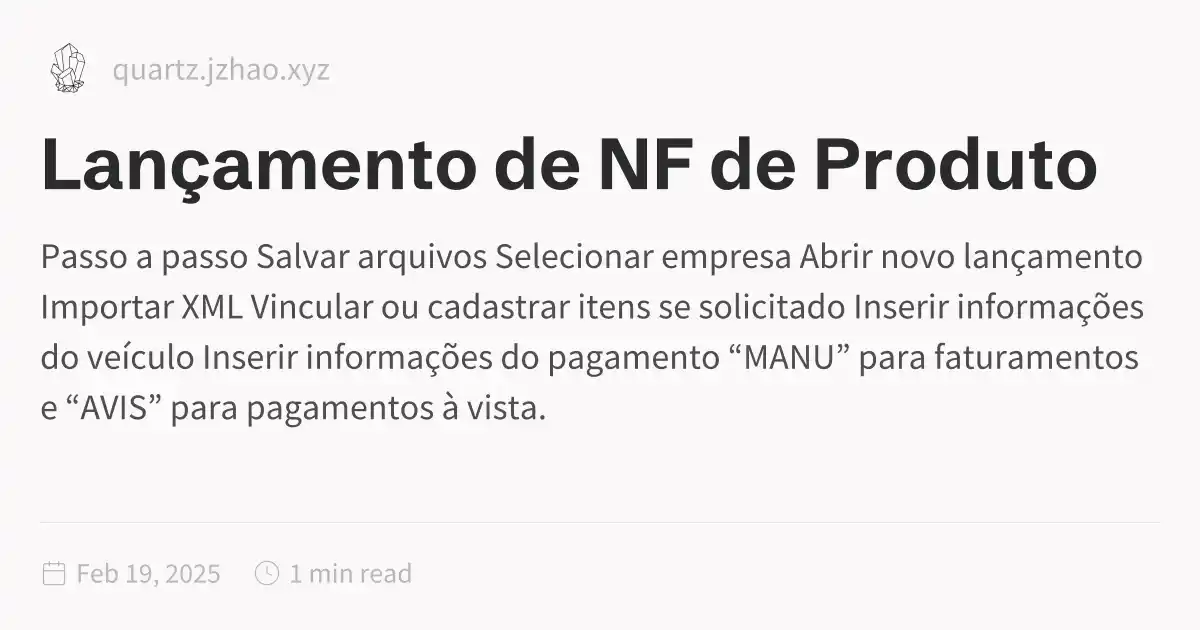 quartz.jzhao.xyz
Lançamento de NF de Produto
Passo a passo Salvar arquivos Selecionar empresa Abrir novo lançamento
Importar XML Vincular ou cadastrar itens se solicitado Inserir informações
do veículo Inserir informações do pagamento “MANU” para faturamentos
e “AVIS” para pagamentos à vista.
Feb 19, 2025 1 min read